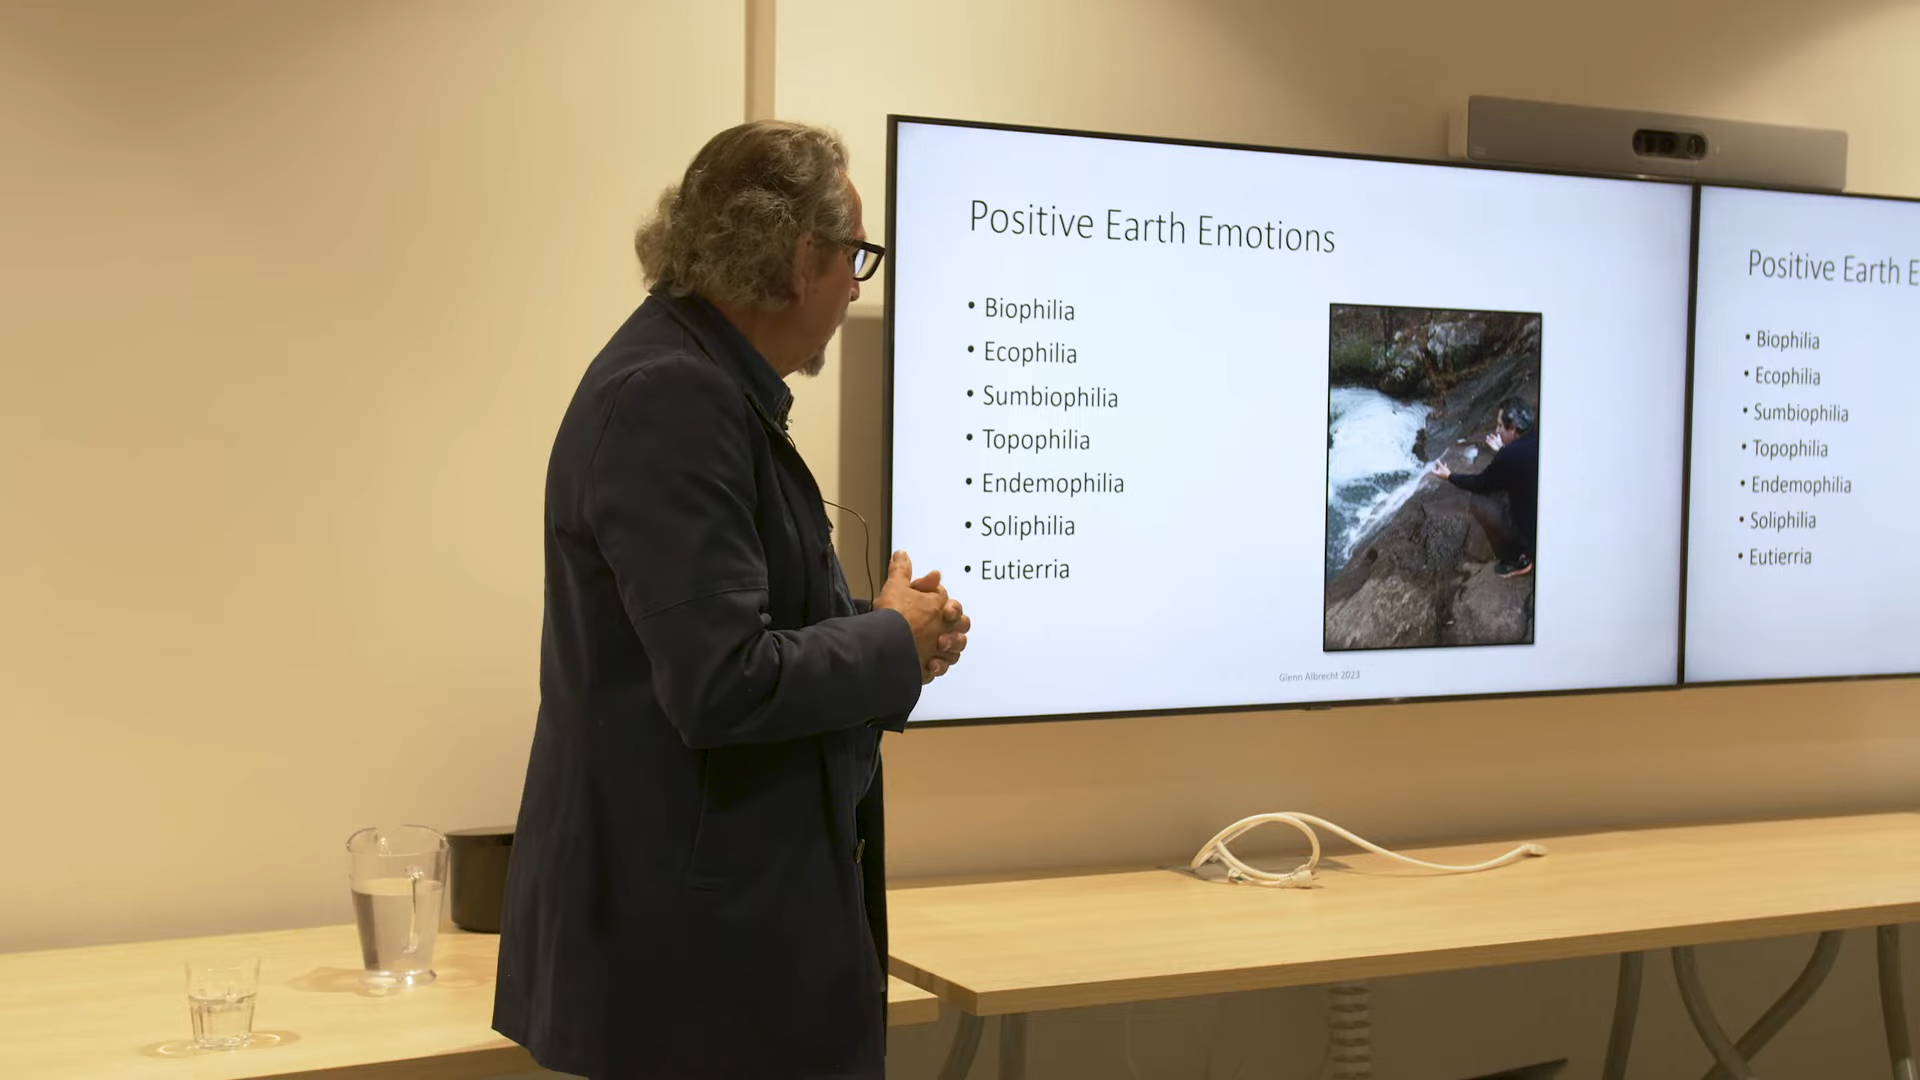 Positive Earth Emotions
• Biophilia
• Ecophilia
• Sumbiophilia
• Topophilia
• Endemophilia
• Soliphilia
• Eutierria
Glenn Albrecht 2023
Positive Earth E
• Biophilia
• Ecophilia
• Sumbiophilia
• Topophilia
• Endemophilia
• Soliphilia
• Eutierria